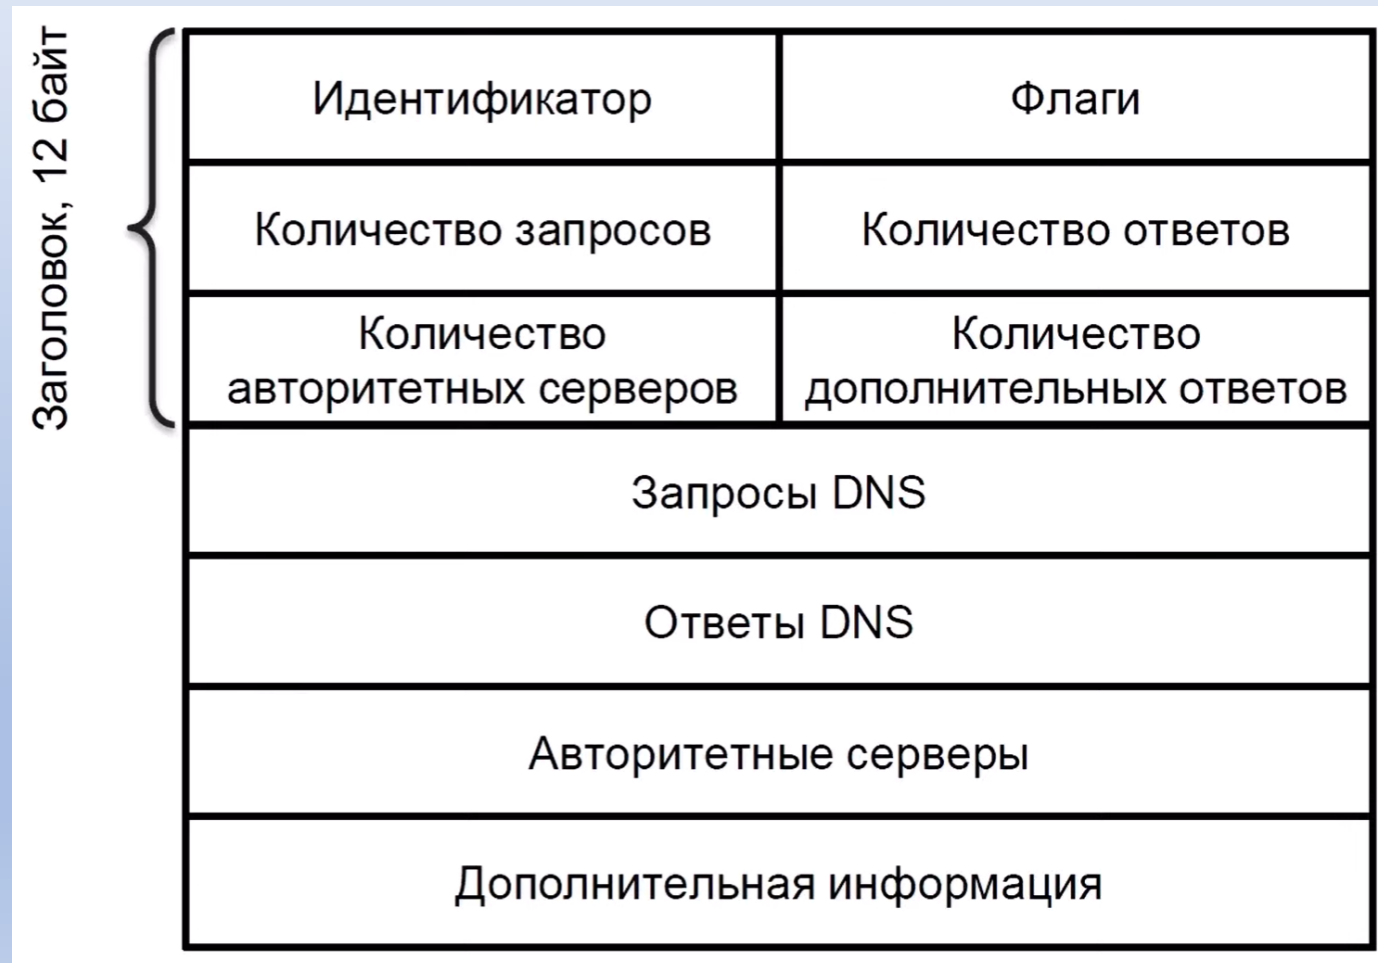 Заголовок, 12 байт
Идентификатор
Флаги
Количество запросов
Количество ответов
Количество
авторитетных серверов
Количество
дополнительных ответов
Запросы DNS
Ответы DNS
Авторитетные серверы
Дополнительная информация